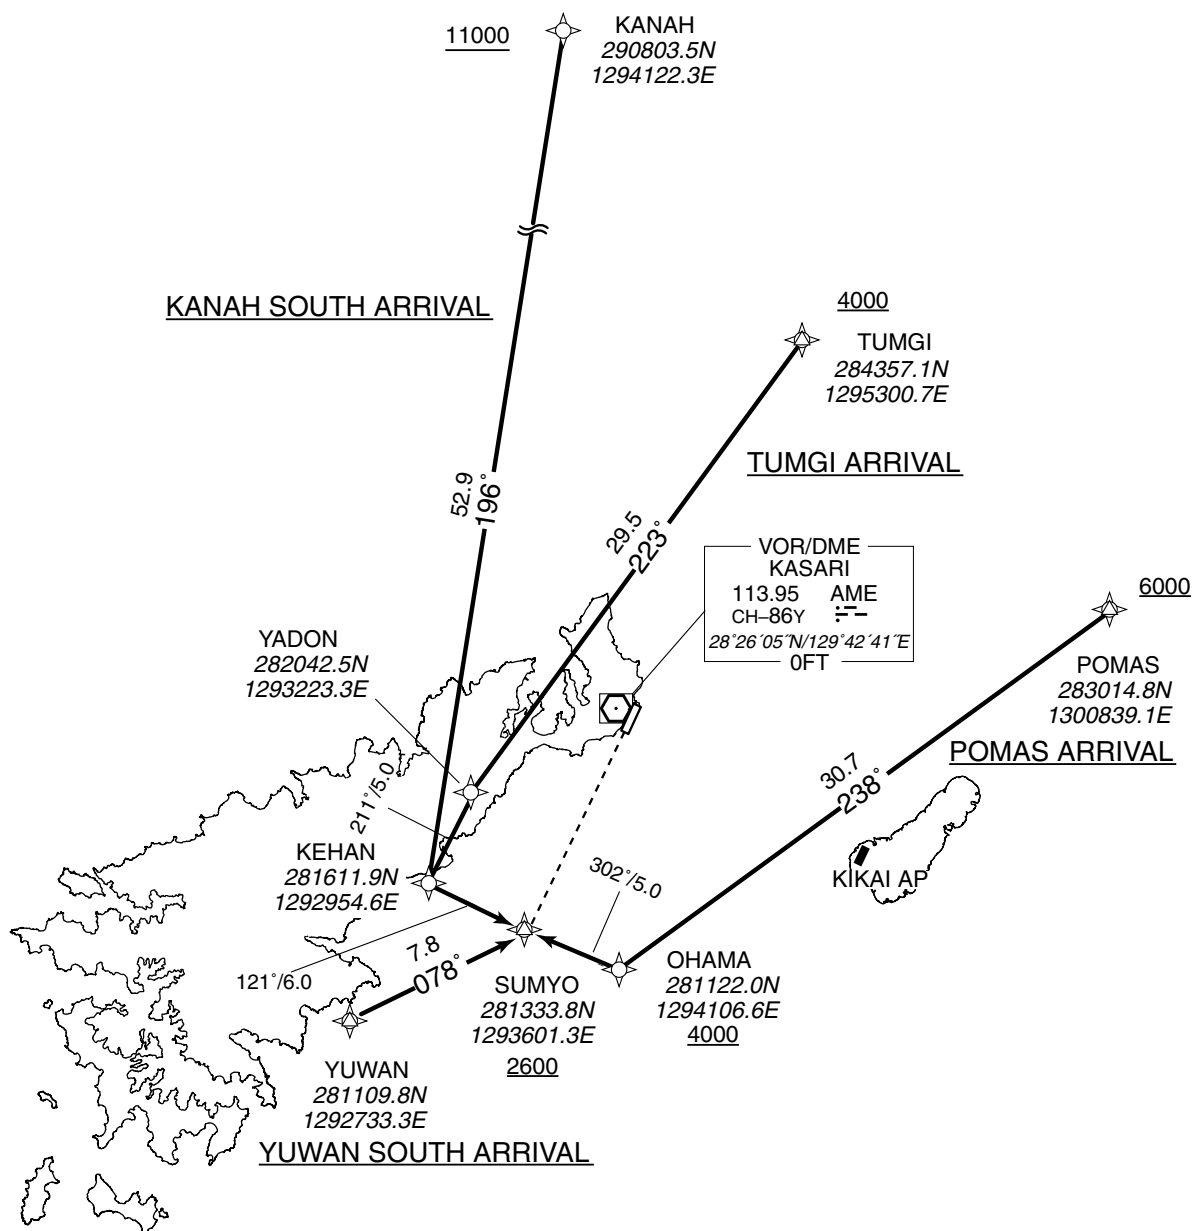 11000
KANAH
290803.5N
1294122.3E
KANAH SOUTH ARRIVAL
4000
TUMGI
284357.1N
1295300.7E
TUMGI ARRIVAL
52.9
196°
29.5
223°
VOR/DME
KASARI
113.95 AME
CH–86Y
28°26´05˝N/129°42´41˝E
0FT
6000
POMAS
283014.8N
1300839.1E
POMAS ARRIVAL
YADON
282042.5N
1293223.3E
30.7
238°
211°/5.0
KEHAN
281611.9N
1292954.6E
KIKAI AP
302°/5.0
121°/6.0
7.8
078°
SUMYO
281333.8N
1293601.3E
2600
OHAMA
281122.0N
1294106.6E
4000
YUWAN
281109.8N
1292733.3E
YUWAN SOUTH ARRIVAL